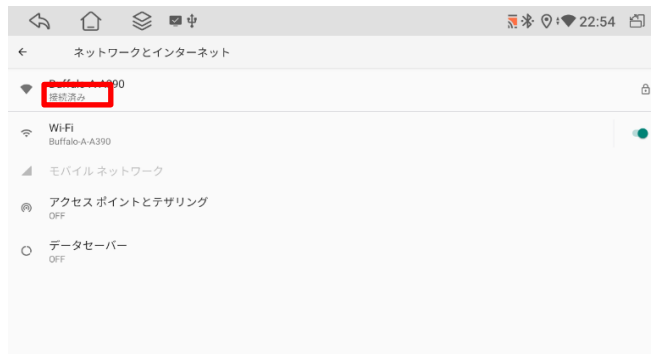 22:54
ネットワークとインターネット
Buffalo-A-A390
接続済み
Wi-Fi
Buffalo-A-A390
モバイル ネットワーク
アクセス ポイントとテザリング
OFF
データセーバー
OFF